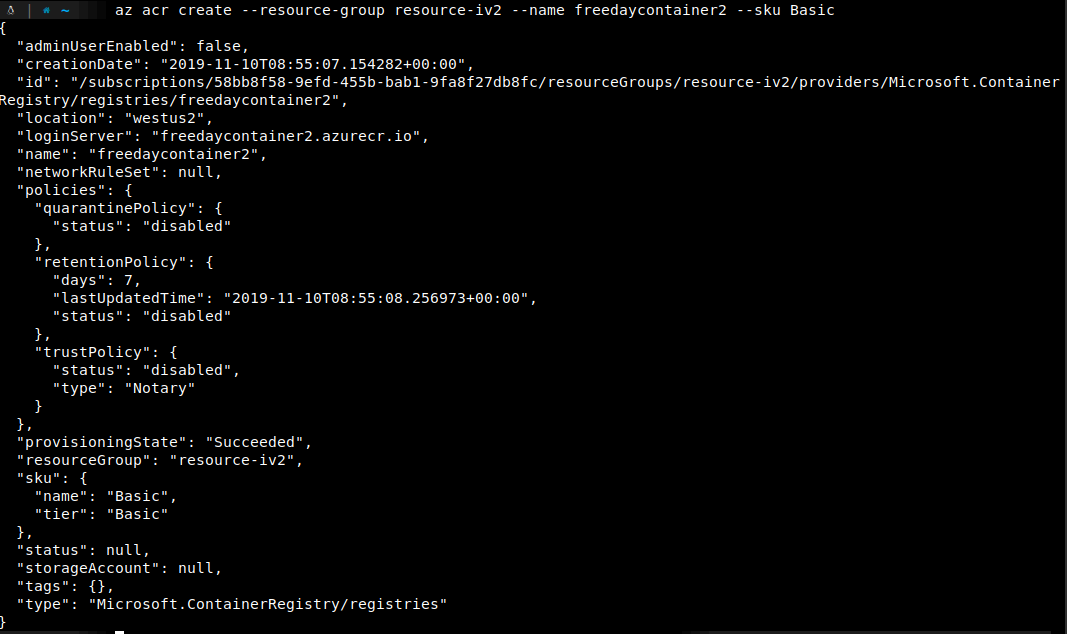 ~ az acr create --resource-group resource-iv2 --name freedaycontainer2 --sku Basic
{
  "adminUserEnabled": false,
  "creationDate": "2019-11-10T08:55:07.154282+00:00",
  "id": "/subscriptions/58bb8f58-9efd-455b-bab1-9fa8f27db8fc/resourceGroups/resource-iv2/providers/Microsoft.Container
Registry/registries/freedaycontainer2",
  "location": "westus2",
  "loginServer": "freedaycontainer2.azurecr.io",
  "name": "freedaycontainer2",
  "networkRuleSet": null,
  "policies": {
    "quarantinePolicy": {
      "status": "disabled"
    },
    "retentionPolicy": {
      "days": 7,
      "lastUpdatedTime": "2019-11-10T08:55:08.256973+00:00",
      "status": "disabled"
    },
    "trustPolicy": {
      "status": "disabled",
      "type": "Notary"
    }
  },
  "provisioningState": "Succeeded",
  "resourceGroup": "resource-iv2",
  "sku": {
    "name": "Basic",
    "tier": "Basic"
  },
  "status": null,
  "storageAccount": null,
  "tags": {},
  "type": "Microsoft.ContainerRegistry/registries"
}